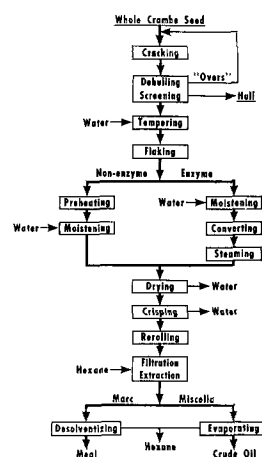 Whole Crambe Seed
Cracking
Dehulling "Overs"
Screening Hull
Water Tempering
Flaking
Non-enzyme Enzyme
Preheating Water Moistening
Water Moistening Converting
Steaming
Drying Water
Crisping Water
Rerolling
Hexane Filtration
Extraction
Marc Miscella
Desolventizing Evaporating
Hexane
Meal Crude Oil